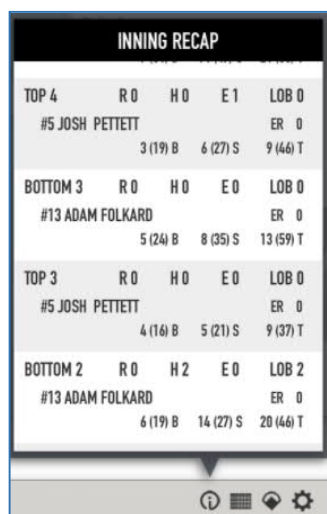 INNING RECAP
TOP 4 R 0 H 0 E 1 LOB 0
#5 JOSH PETTETT ER 0
3 (19) B 6 (27) S 9 (46) T
BOTTOM 3 R 0 H 0 E 0 LOB 0
#13 ADAM FOLKARD ER 0
5 (24) B 8 (35) S 13 (59) T
TOP 3 R 0 H 0 E 0 LOB 0
#5 JOSH PETTETT ER 0
4 (16) B 5 (21) S 9 (37) T
BOTTOM 2 R 0 H 2 E 0 LOB 2
#13 ADAM FOLKARD ER 0
6 (19) B 14 (27) S 20 (46) T